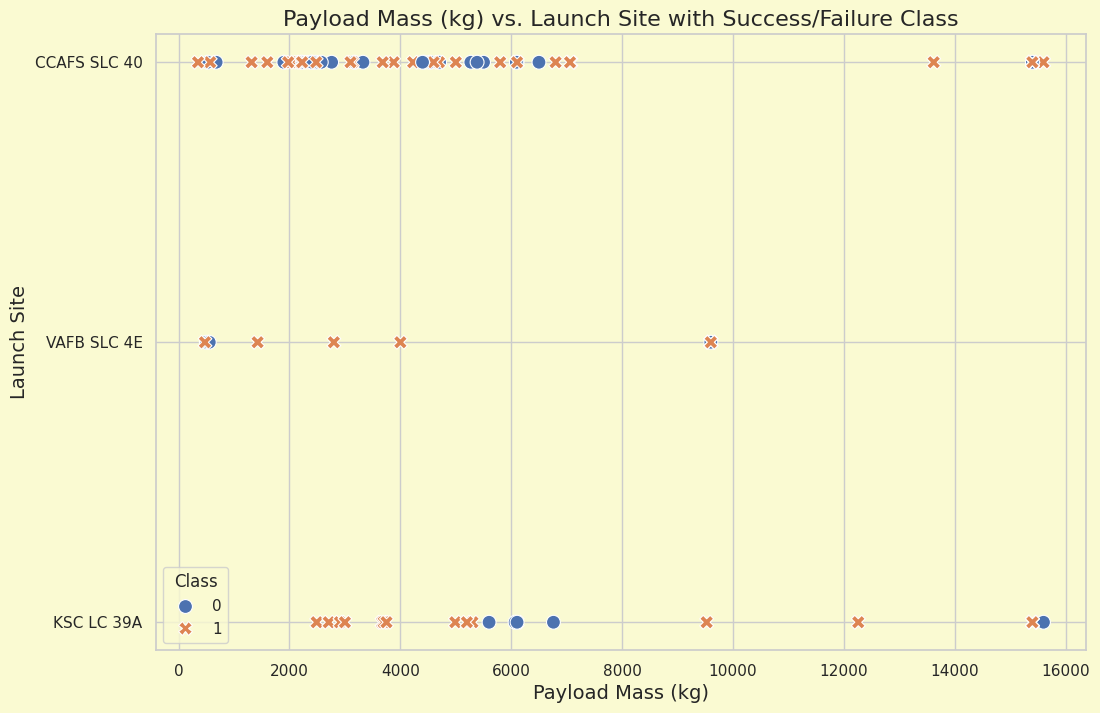 Payload Mass (kg) vs. Launch Site with Success/Failure Class
CCAFS SLC 40
VAFB SLC 4E
KSC LC 39A
Launch Site
Class
0
1
0 2000 4000 6000 8000 10000 12000 14000 16000
Payload Mass (kg)